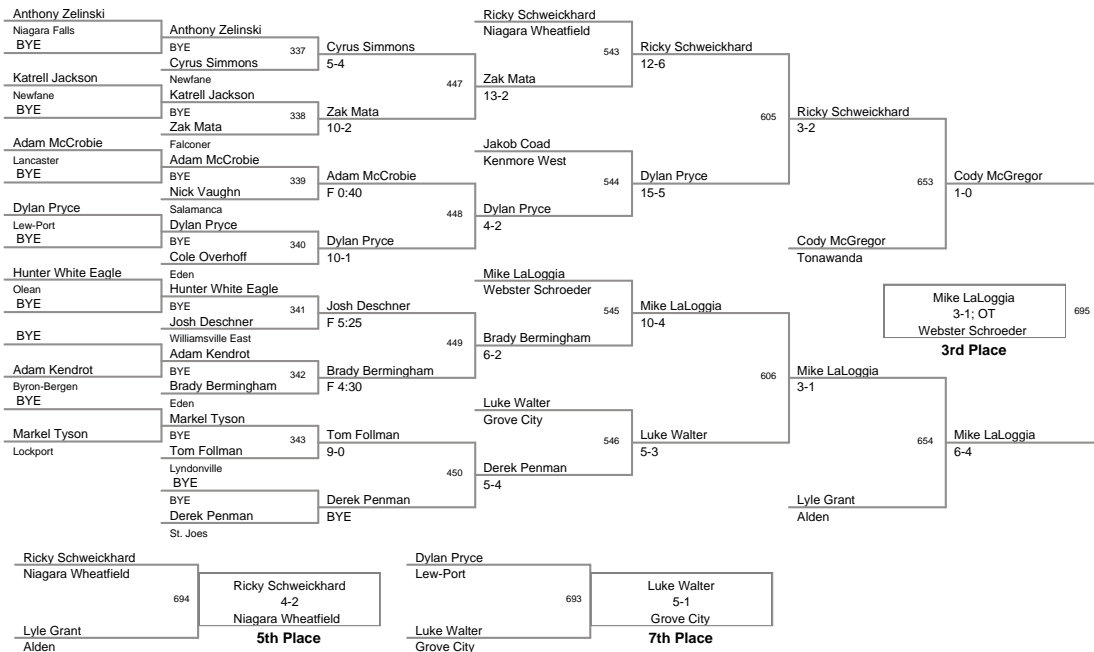 Anthony Zelinski
Niagara Falls
BYE
Katrell Jackson
Newfane
BYE
Adam McCrobie
Lancaster
BYE
Dylan Pryce
Lew-Port
BYE
Hunter White Eagle
Olean
BYE
BYE
Adam Kendrot
Byron-Bergen
BYE
Markel Tyson
Lockport
Anthony Zelinski
BYE
337
Cyrus Simmons
Newfane
Katrell Jackson
BYE
338
Zak Mata
Falconer
Adam McCrobie
BYE
339
Nick Vaughn
Salamanca
Dylan Pryce
BYE
340
Cole Overhoff
Eden
Hunter White Eagle
BYE
341
Josh Deschner
Williamsville East
Adam Kendrot
BYE
342
Brady Bermingham
Eden
Markel Tyson
BYE
343
Tom Follman
Lyndonville
BYE
BYE
Derek Penman
St. Joes
Cyrus Simmons
5-4
447
Zak Mata
10-2
Adam McCrobie
F 0:40
448
Dylan Pryce
10-1
Josh Deschner
F 5:25
449
Brady Bermingham
F 4:30
Tom Follman
9-0
450
Derek Penman
BYE
Ricky Schweickhard
Niagara Wheatfield
543
Zak Mata
13-2
Jakob Coad
Kenmore West
544
Dylan Pryce
4-2
Mike LaLoggia
Webster Schroeder
545
Brady Bermingham
6-2
Luke Walter
Grove City
546
Derek Penman
5-4
Ricky Schweickhard
12-6
605
Dylan Pryce
15-5
Mike LaLoggia
10-4
606
Luke Walter
5-3
Ricky Schweickhard
3-2
653
Cody McGregor
Tonawanda
Mike LaLoggia
3-1
654
Lyle Grant
Alden
Cody McGregor
1-0
Mike LaLoggia
3-1; OT
695
Webster Schroeder
3rd Place
Mike LaLoggia
6-4
Ricky Schweickhard
Niagara Wheatfield
694
Lyle Grant
Alden
Ricky Schweickhard
4-2
Niagara Wheatfield
5th Place
Dylan Pryce
Lew-Port
693
Luke Walter
Grove City
Luke Walter
5-1
Grove City
7th Place